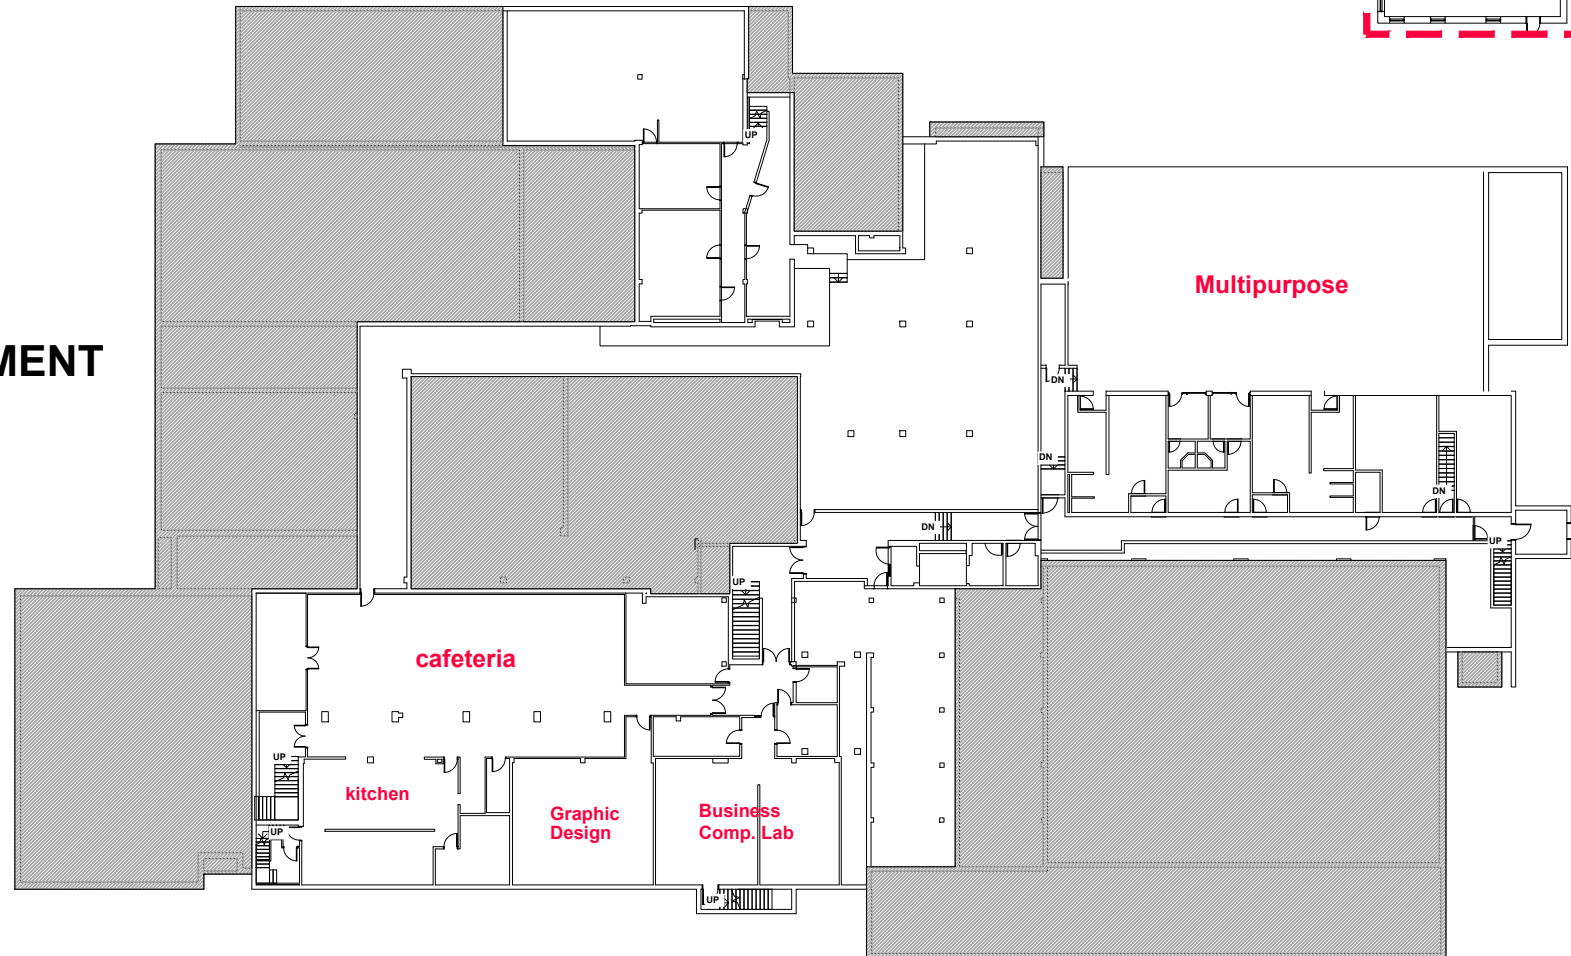 UP
Multipurpose
MENT
DN
DN
DN
DN
UP
UP
cafeteria
UP
kitchen
Graphic
Design
Business
Comp. Lab
UP
UP